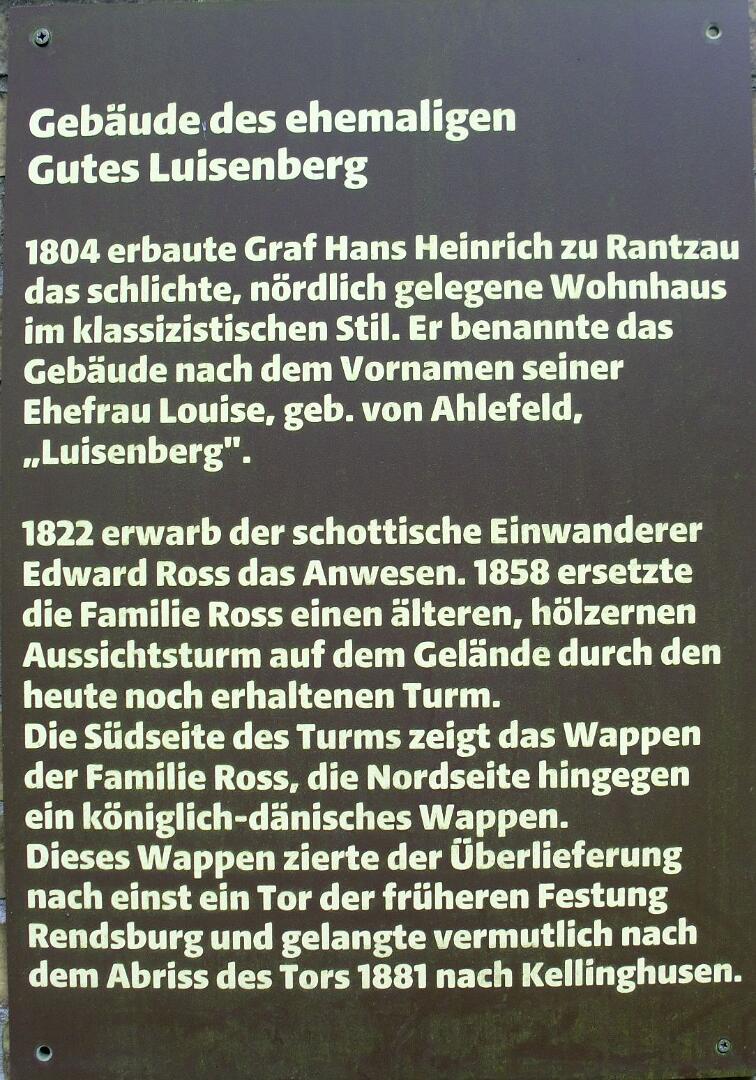 Gebäude des ehemaligen
Gutes Luisenberg
1804 erbaute Graf Hans Heinrich zu Rantzau
das schlichte, nördlich gelegene Wohnhaus
im klassizistischen Stil. Er benannte das
Gebäude nach dem Vornamen seiner
Ehefrau Louise, geb. von Ahlefeld,
„Luisenberg".
1822 erwarb der schottische Einwanderer
Edward Ross das Anwesen. 1858 ersetzte
die Familie Ross einen älteren, hölzernen
Aussichtsturm auf dem Gelände durch den
heute noch erhaltenen Turm.
Die Südseite des Turms zeigt das Wappen
der Familie Ross, die Nordseite hingegen
ein königlich-dänisches Wappen.
Dieses Wappen zierte der Überlieferung
nach einst ein Tor der früheren Festung
Rendsburg und gelangte vermutlich nach
dem Abriss des Tors 1881 nach Kellinghusen.